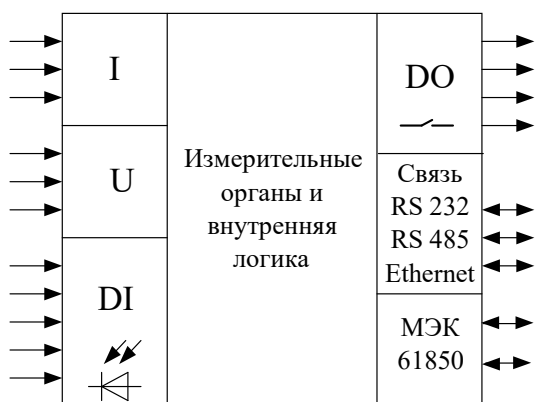 I
U
DI
Измерительные
органы и
внутренняя
логика
DO
Связь
RS 232
RS 485
Ethernet
МЭК
61850